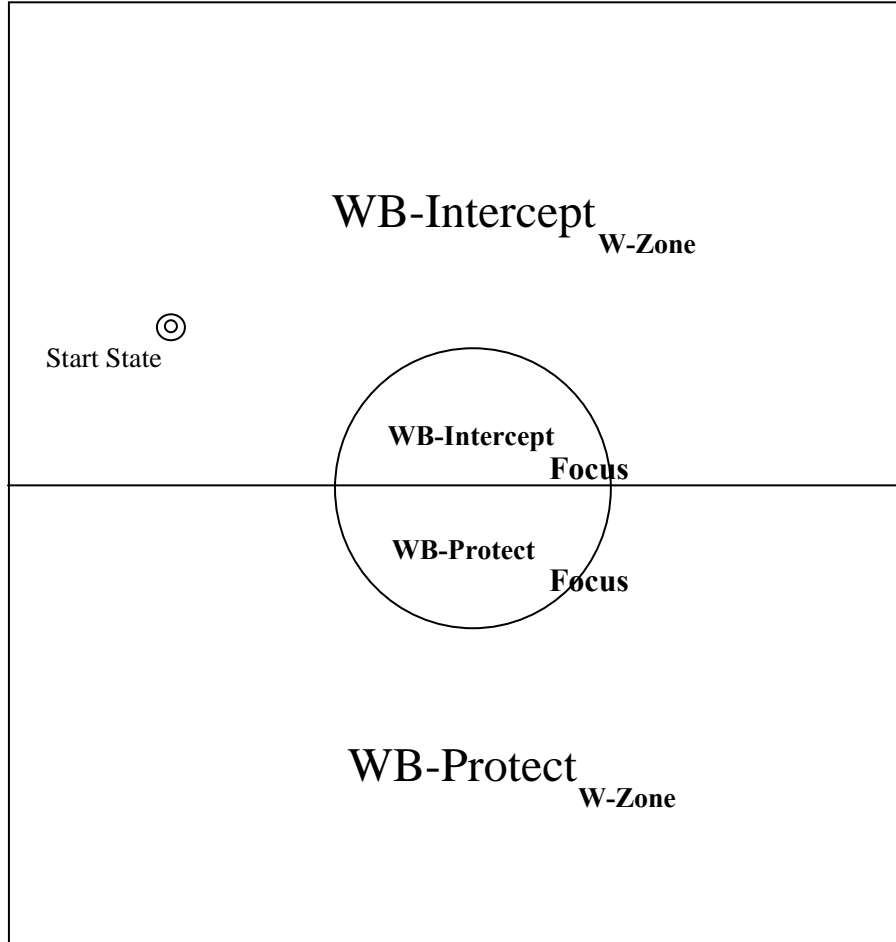 WB-Intercept
W-Zone
Start State
WB-Intercept
Focus
WB-Protect
Focus
WB-Protect
W-Zone